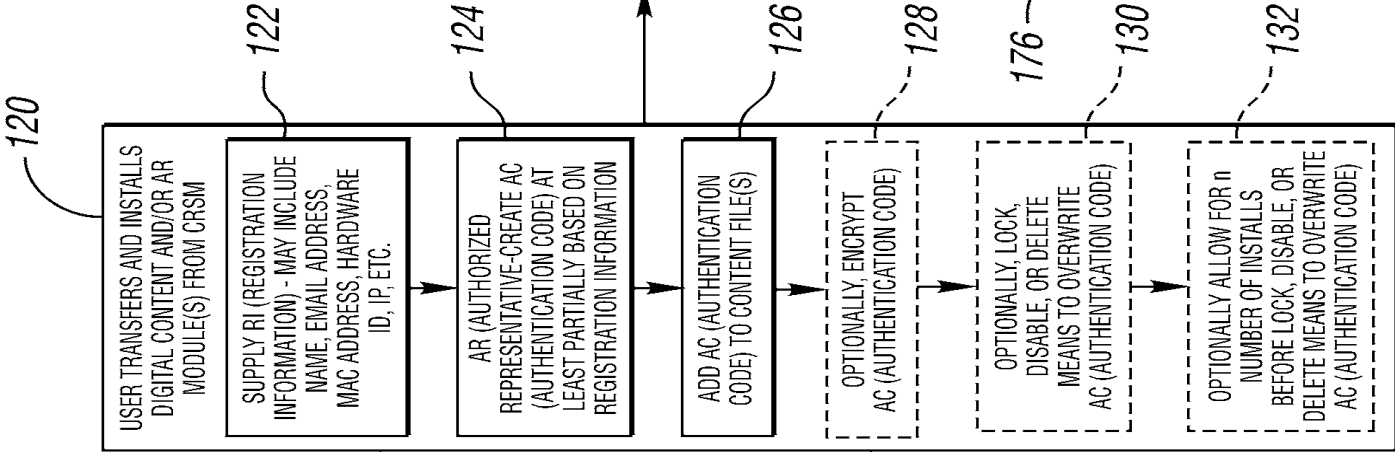 120
USER TRANSFERS AND INSTALLS
DIGITAL CONTENT AND/OR AR
MODULE(S) FROM CRSM
122
SUPPLY RI (REGISTRATION
INFORMATION) - MAY INCLUDE
NAME, EMAIL ADDRESS,
MAC ADDRESS, HARDWARE
ID, IP, ETC.
124
AR (AUTHORIZED
REPRESENTATIVE-CREATE AC
(AUTHENTICATION CODE) AT
LEAST PARTIALLY BASED ON
REGISTRATION INFORMATION
126
ADD AC (AUTHENTICATION
CODE) TO CONTENT FILE(S)
128
OPTIONALLY, ENCRYPT
AC (AUTHENTICATION CODE)
176
130
OPTIONALLY, LOCK,
DISABLE, OR DELETE
MEANS TO OVERWRITE
AC (AUTHENTICATION CODE)
132
OPTIONALLY ALLOW FOR n
NUMBER OF INSTALLS
BEFORE LOCK, DISABLE, OR
DELETE MEANS TO OVERWRITE
AC (AUTHENTICATION CODE)